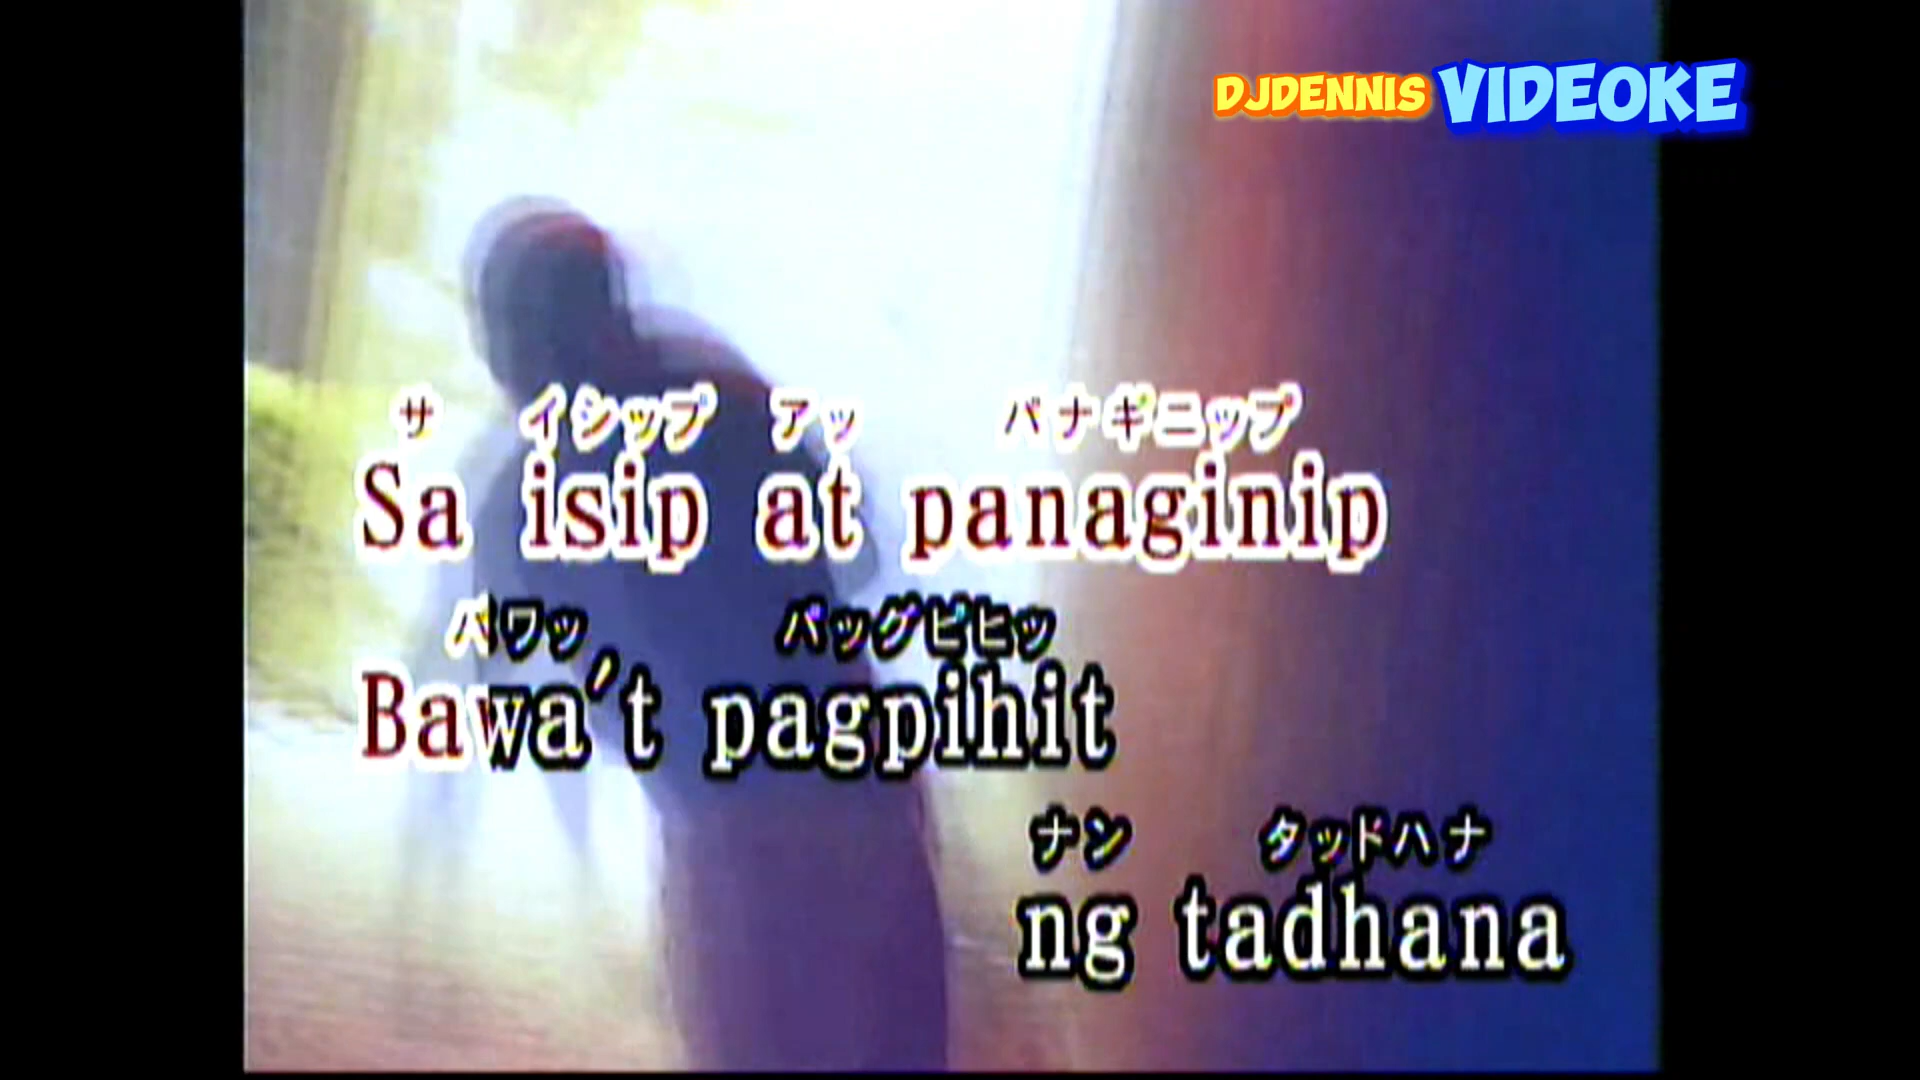 DJDENNIS VIDEOKE
サ イシップ アッ パナギニップ
Sa isip at panaginip
バワッ パッグピヒッ
Bawa't pagpihit
ナン タッドハナ
ng tadhana